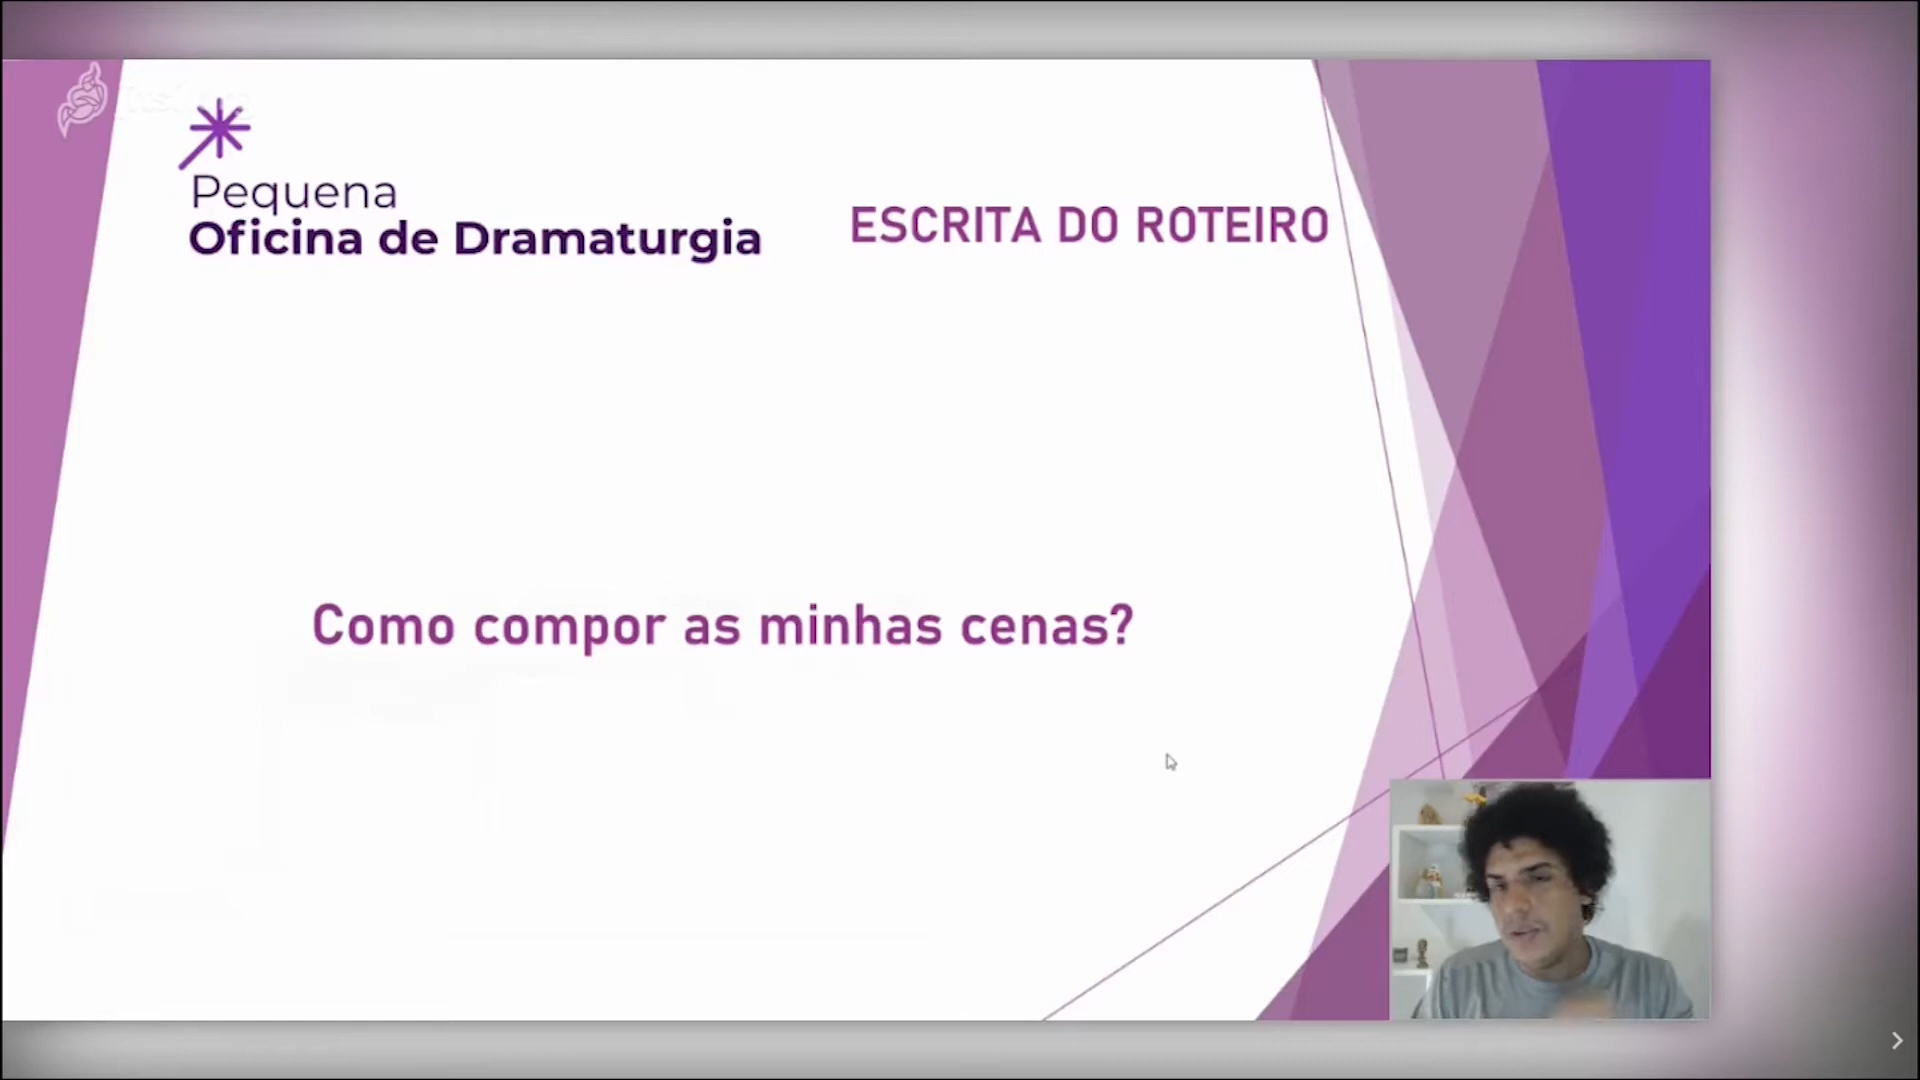 Pequena
Oficina de Dramaturgia
ESCRITA DO ROTEIRO
Como compor as minhas cenas?